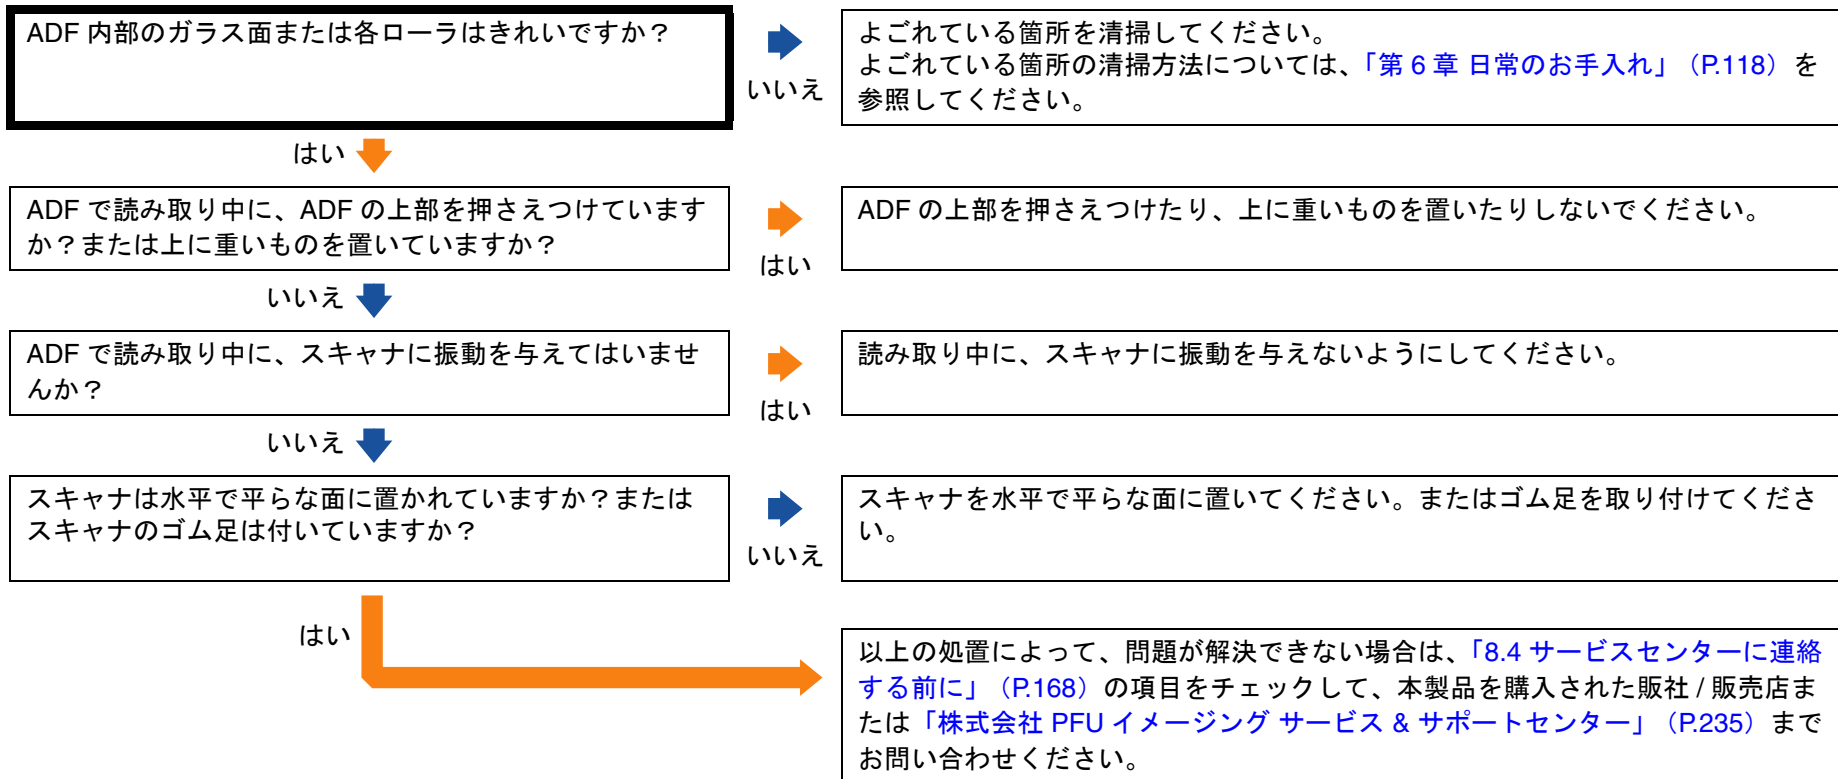 ADF 内部のガラス面または各ローラはきれいですか？
いいえ
よごれている箇所を清掃してください。
よごれている箇所の清掃方法については、「第 6 章 日常のお手入れ」（P.118）を
参照してください。
はい
ADF で読み取り中に、ADF の上部を押さえつけています
か？または上に重いものを置いていますか？
はい
ADF の上部を押さえつけたり、上に重いものを置いたりしないでください。
いいえ
ADF で読み取り中に、スキャナに振動を与えてはいませ
んか？
はい
読み取り中に、スキャナに振動を与えないようにしてください。
いいえ
スキャナは水平で平らな面に置かれていますか？または
スキャナのゴム足は付いていますか？
いいえ
スキャナを水平で平らな面に置いてください。またはゴム足を取り付けてくださ
い。
はい
以上の処置によって、問題が解決できない場合は、「8.4 サービスセンターに連絡
する前に」（P.168）の項目をチェックして、本製品を購入された販社 / 販売店ま
たは「株式会社 PFU イメージング サービス & サポートセンター」（P.235）まで
お問い合わせください。